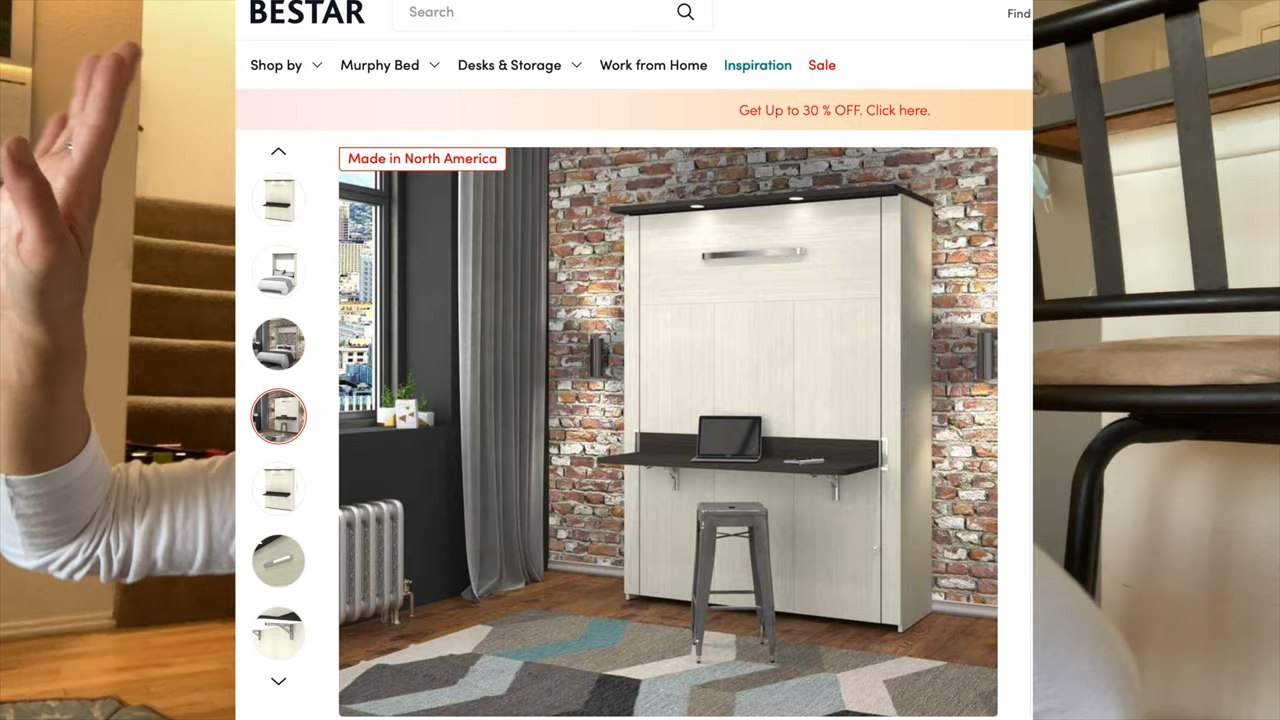 BESTAR
Search
Find
Shop by
Murphy Bed
Desks & Storage
Work from Home
Inspiration
Sale
Get Up to 30 % OFF. Click here.
Made in North America